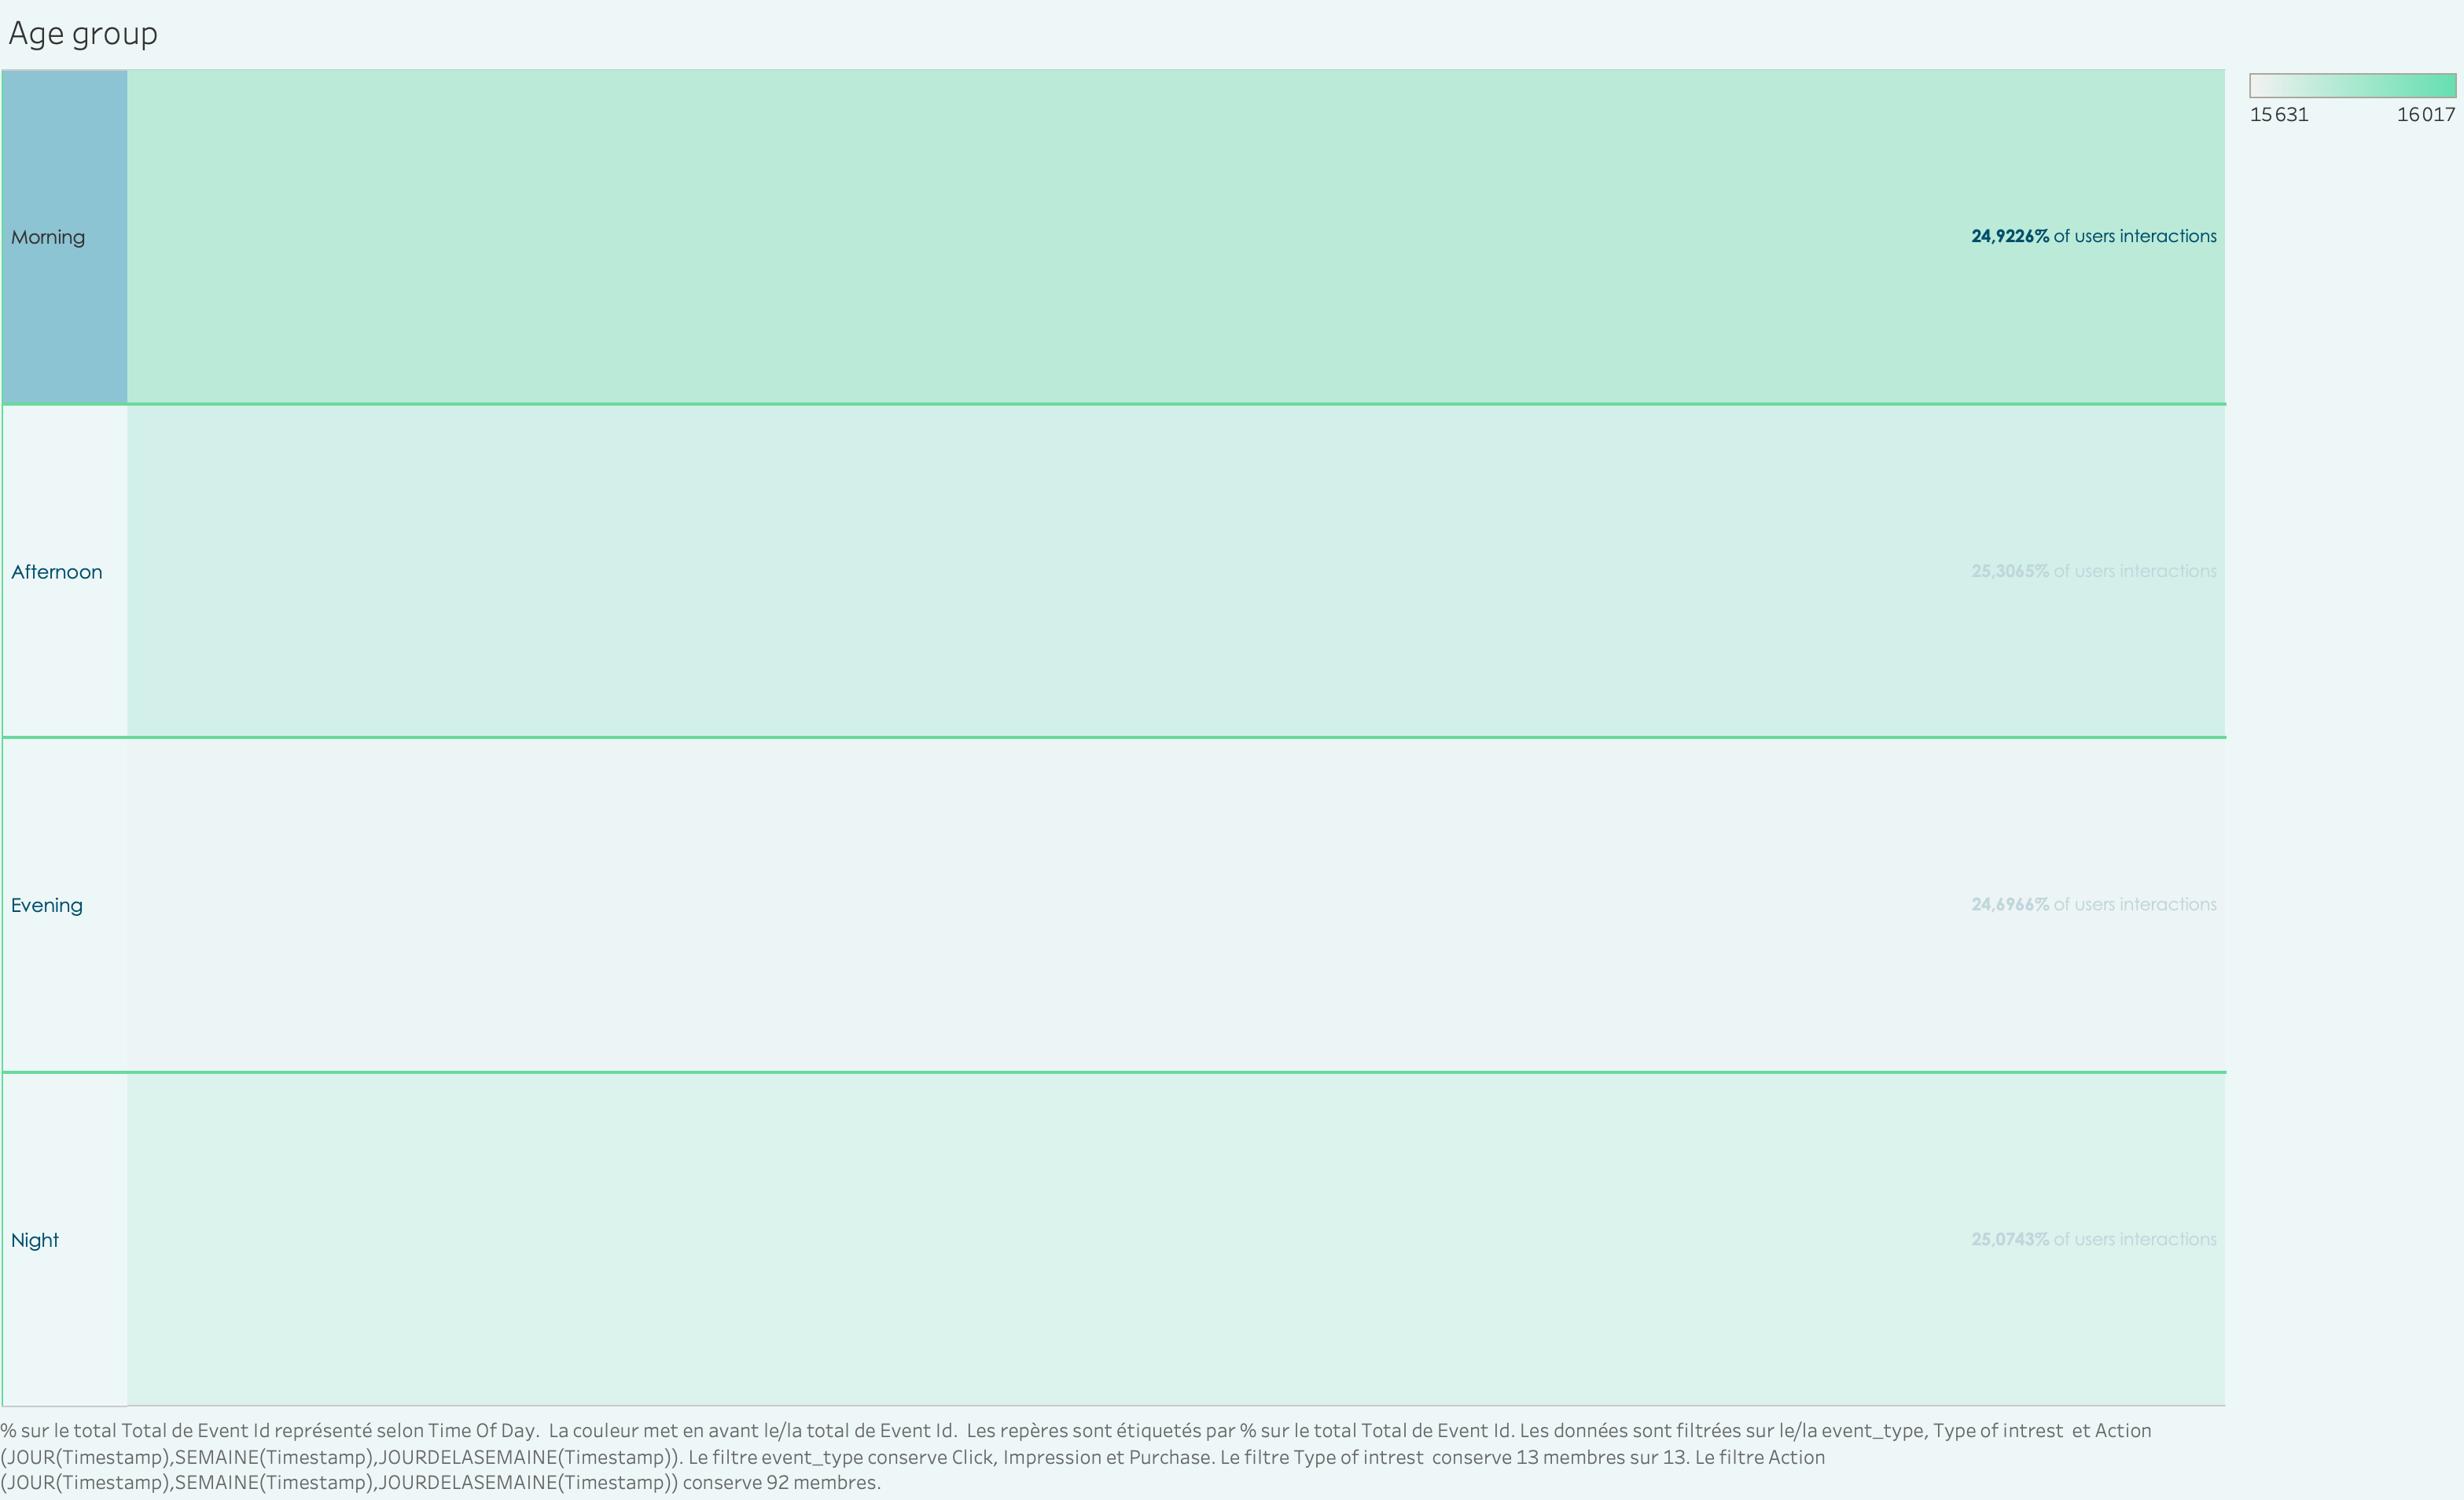 Age group
15 631 16 017
Morning
24,9226% of users interactions
Afternoon
25,3065% of users interactions
Evening
24,6966% of users interactions
Night
25,0743% of users interactions
% sur le total Total de Event Id représenté selon Time Of Day.  La couleur met en avant le/la total de Event Id.  Les repères sont étiquetés par % sur le total Total de Event Id. Les données sont filtrées sur le/la event_type, Type of intrest  et Action
(JOUR(Timestamp),SEMAINE(Timestamp),JOURDELASEMAINE(Timestamp)). Le filtre event_type conserve Click, Impression et Purchase. Le filtre Type of intrest  conserve 13 membres sur 13. Le filtre Action
(JOUR(Timestamp),SEMAINE(Timestamp),JOURDELASEMAINE(Timestamp)) conserve 92 membres.